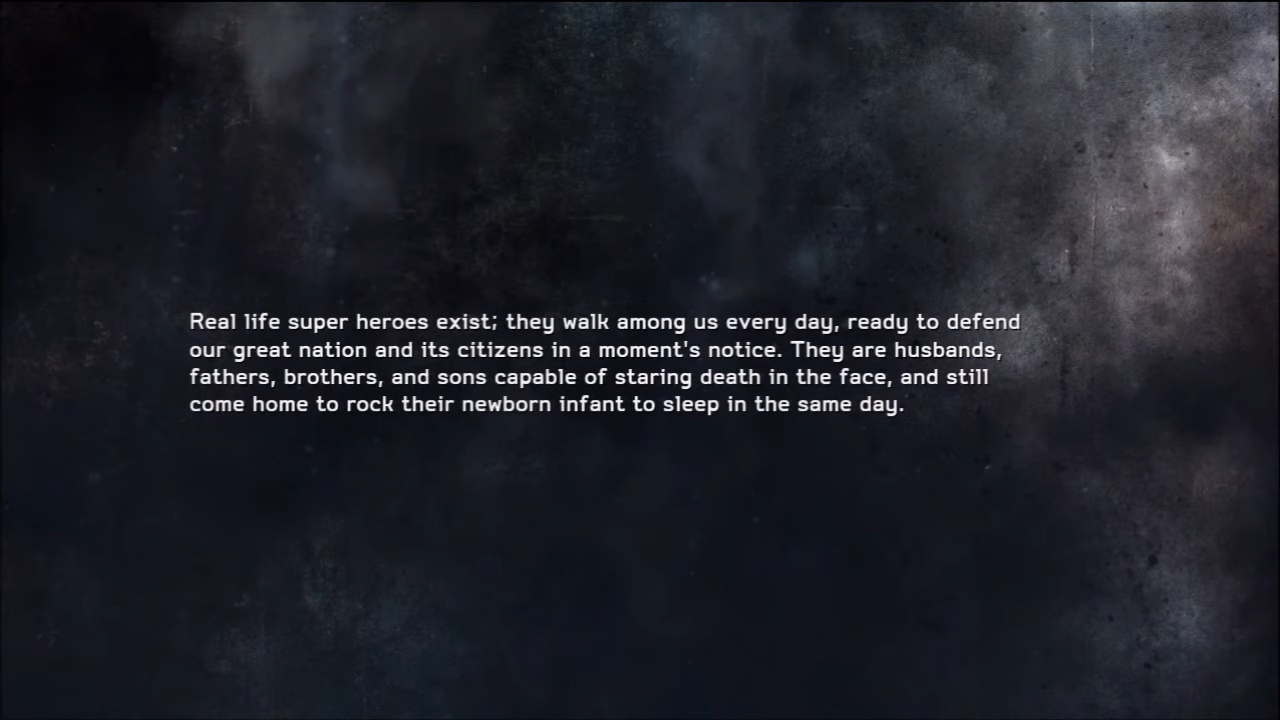 Real life super heroes exist; they walk among us every day, ready to defend
our great nation and its citizens in a moment's notice. They are husbands,
fathers, brothers, and sons capable of staring death in the face, and still
come home to rock their newborn infant to sleep in the same day.